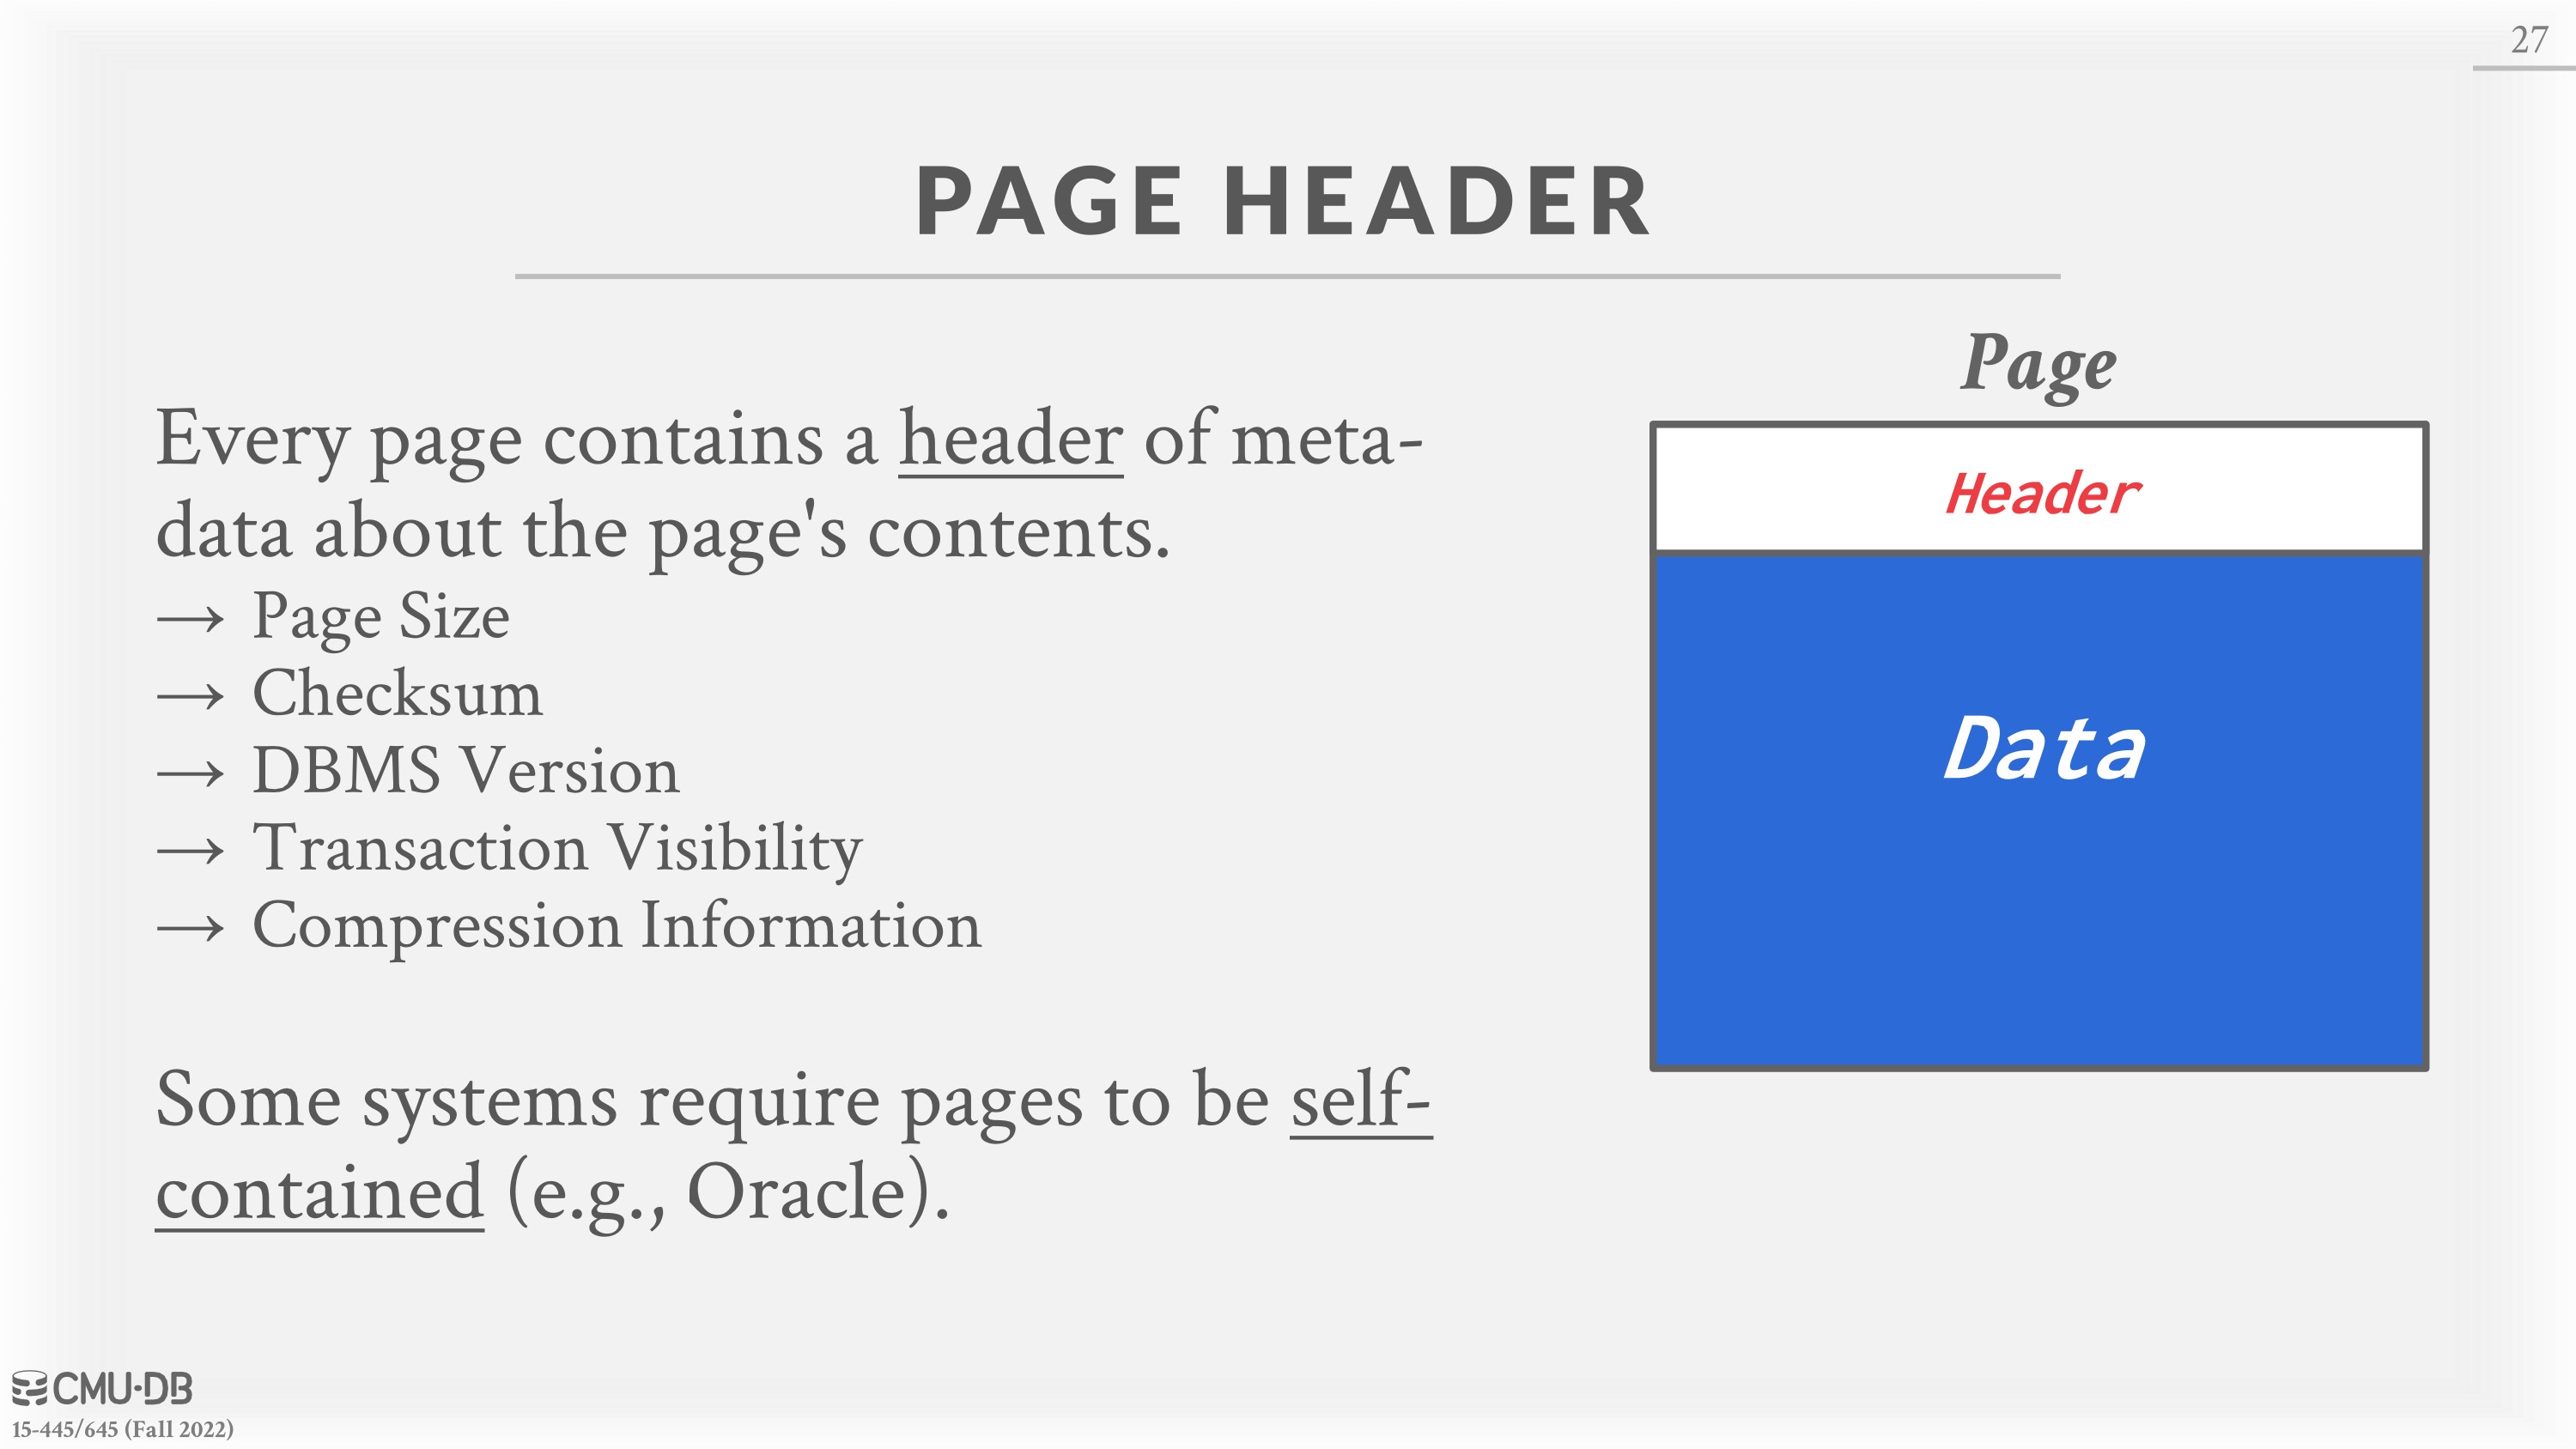 27
PAGE HEADER
Every page contains a header of meta-
data about the page's contents.
→ Page Size
→ Checksum
→ DBMS Version
→ Transaction Visibility
→ Compression Information
Some systems require pages to be self-
contained (e.g., Oracle).
Page
Header
Data
CMU·DB
15-445/645 (Fall 2022)